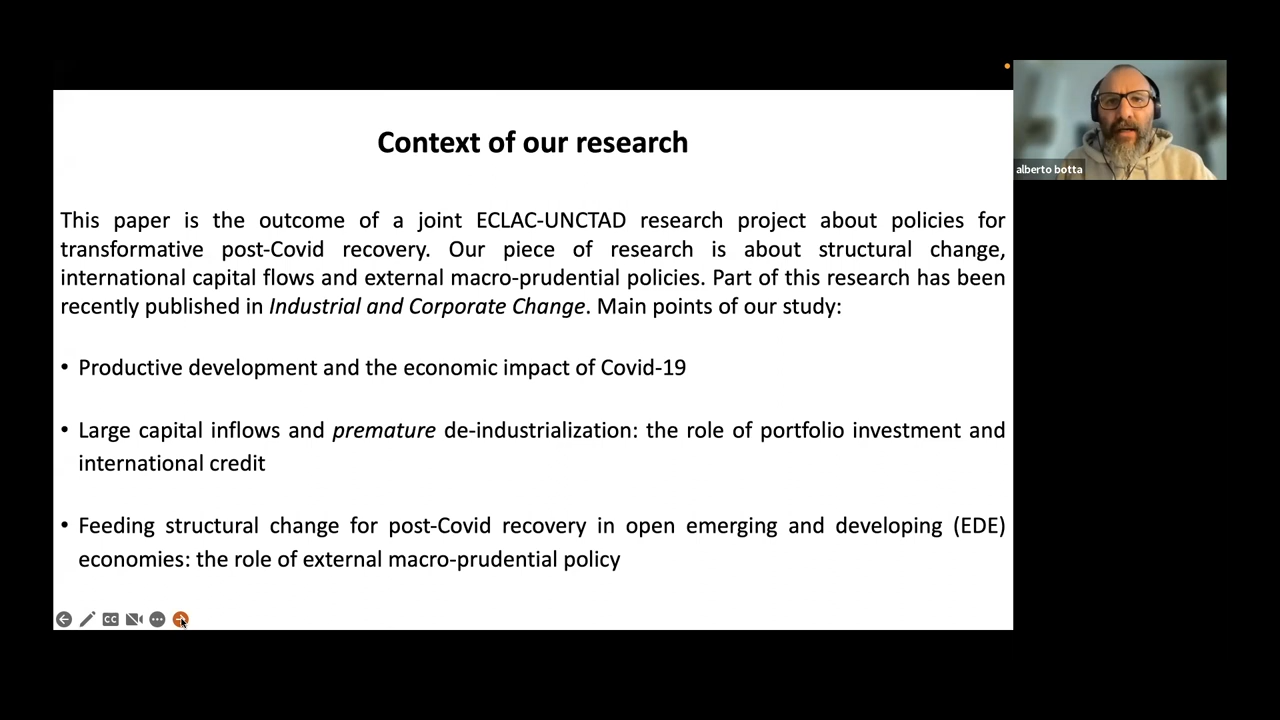 Context of our research
This paper is the outcome of a joint ECLAC-UNCTAD research project about policies for
transformative post-Covid recovery. Our piece of research is about structural change,
international capital flows and external macro-prudential policies. Part of this research has been
recently published in Industrial and Corporate Change. Main points of our study:
• Productive development and the economic impact of Covid-19
• Large capital inflows and premature de-industrialization: the role of portfolio investment and
international credit
• Feeding structural change for post-Covid recovery in open emerging and developing (EDE)
economies: the role of external macro-prudential policy
CC
alberto botta